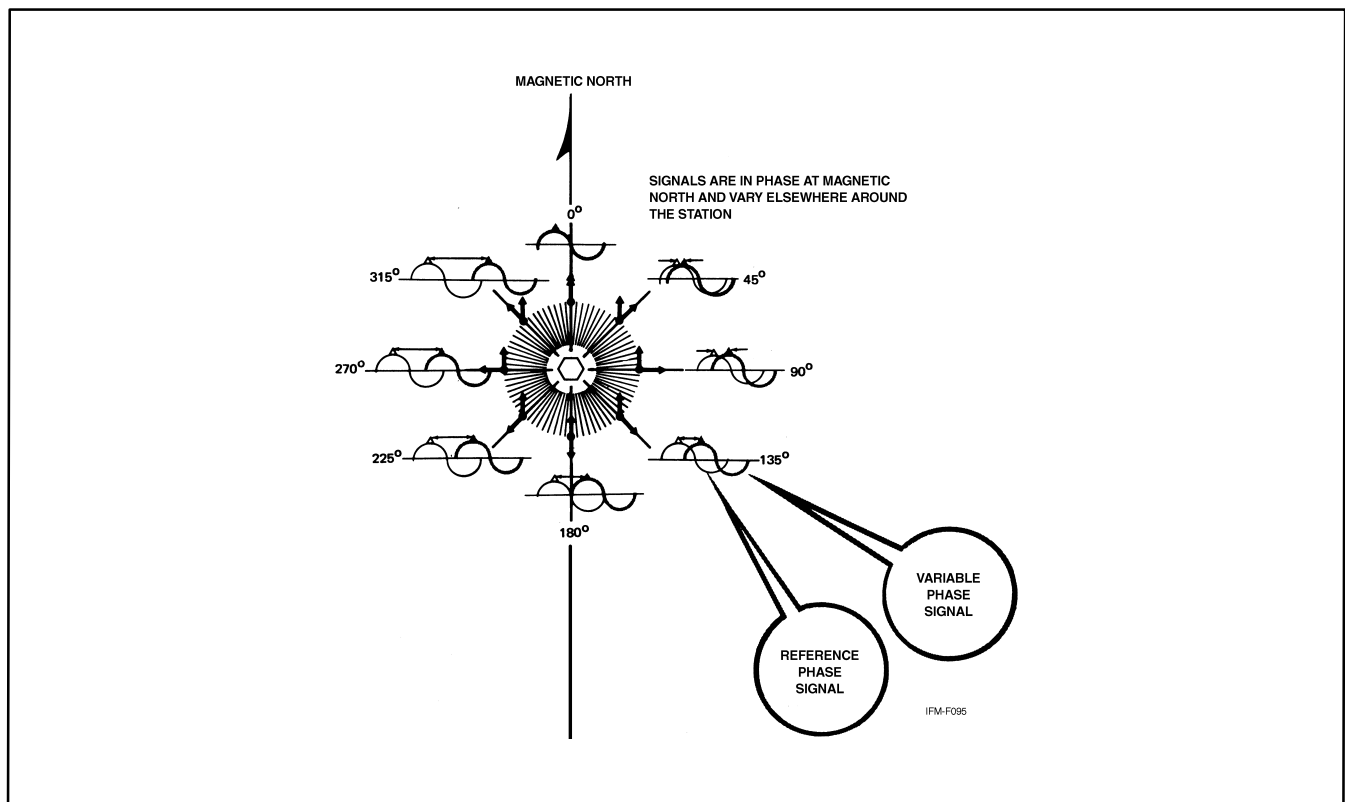 MAGNETIC NORTH
SIGNALS ARE IN PHASE AT MAGNETIC
NORTH AND VARY ELSEWHERE AROUND
THE STATION
0°
315°
45°
270°
90°
225°
135°
180°
VARIABLE
PHASE
SIGNAL
REFERENCE
PHASE
SIGNAL
IFM-F095